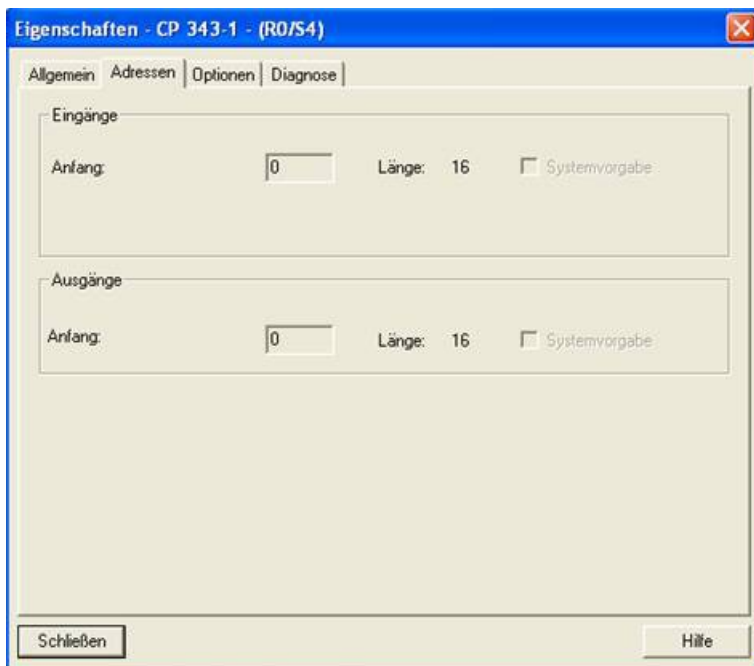 Eigenschaften - CP 343-1 - (R0/S4)
Allgemein Adressen Optionen Diagnose
Eingänge
Anfang: 0 Länge: 16 Systemvorgabe
Ausgänge
Anfang: 0 Länge: 16 Systemvorgabe
Schließen Hilfe